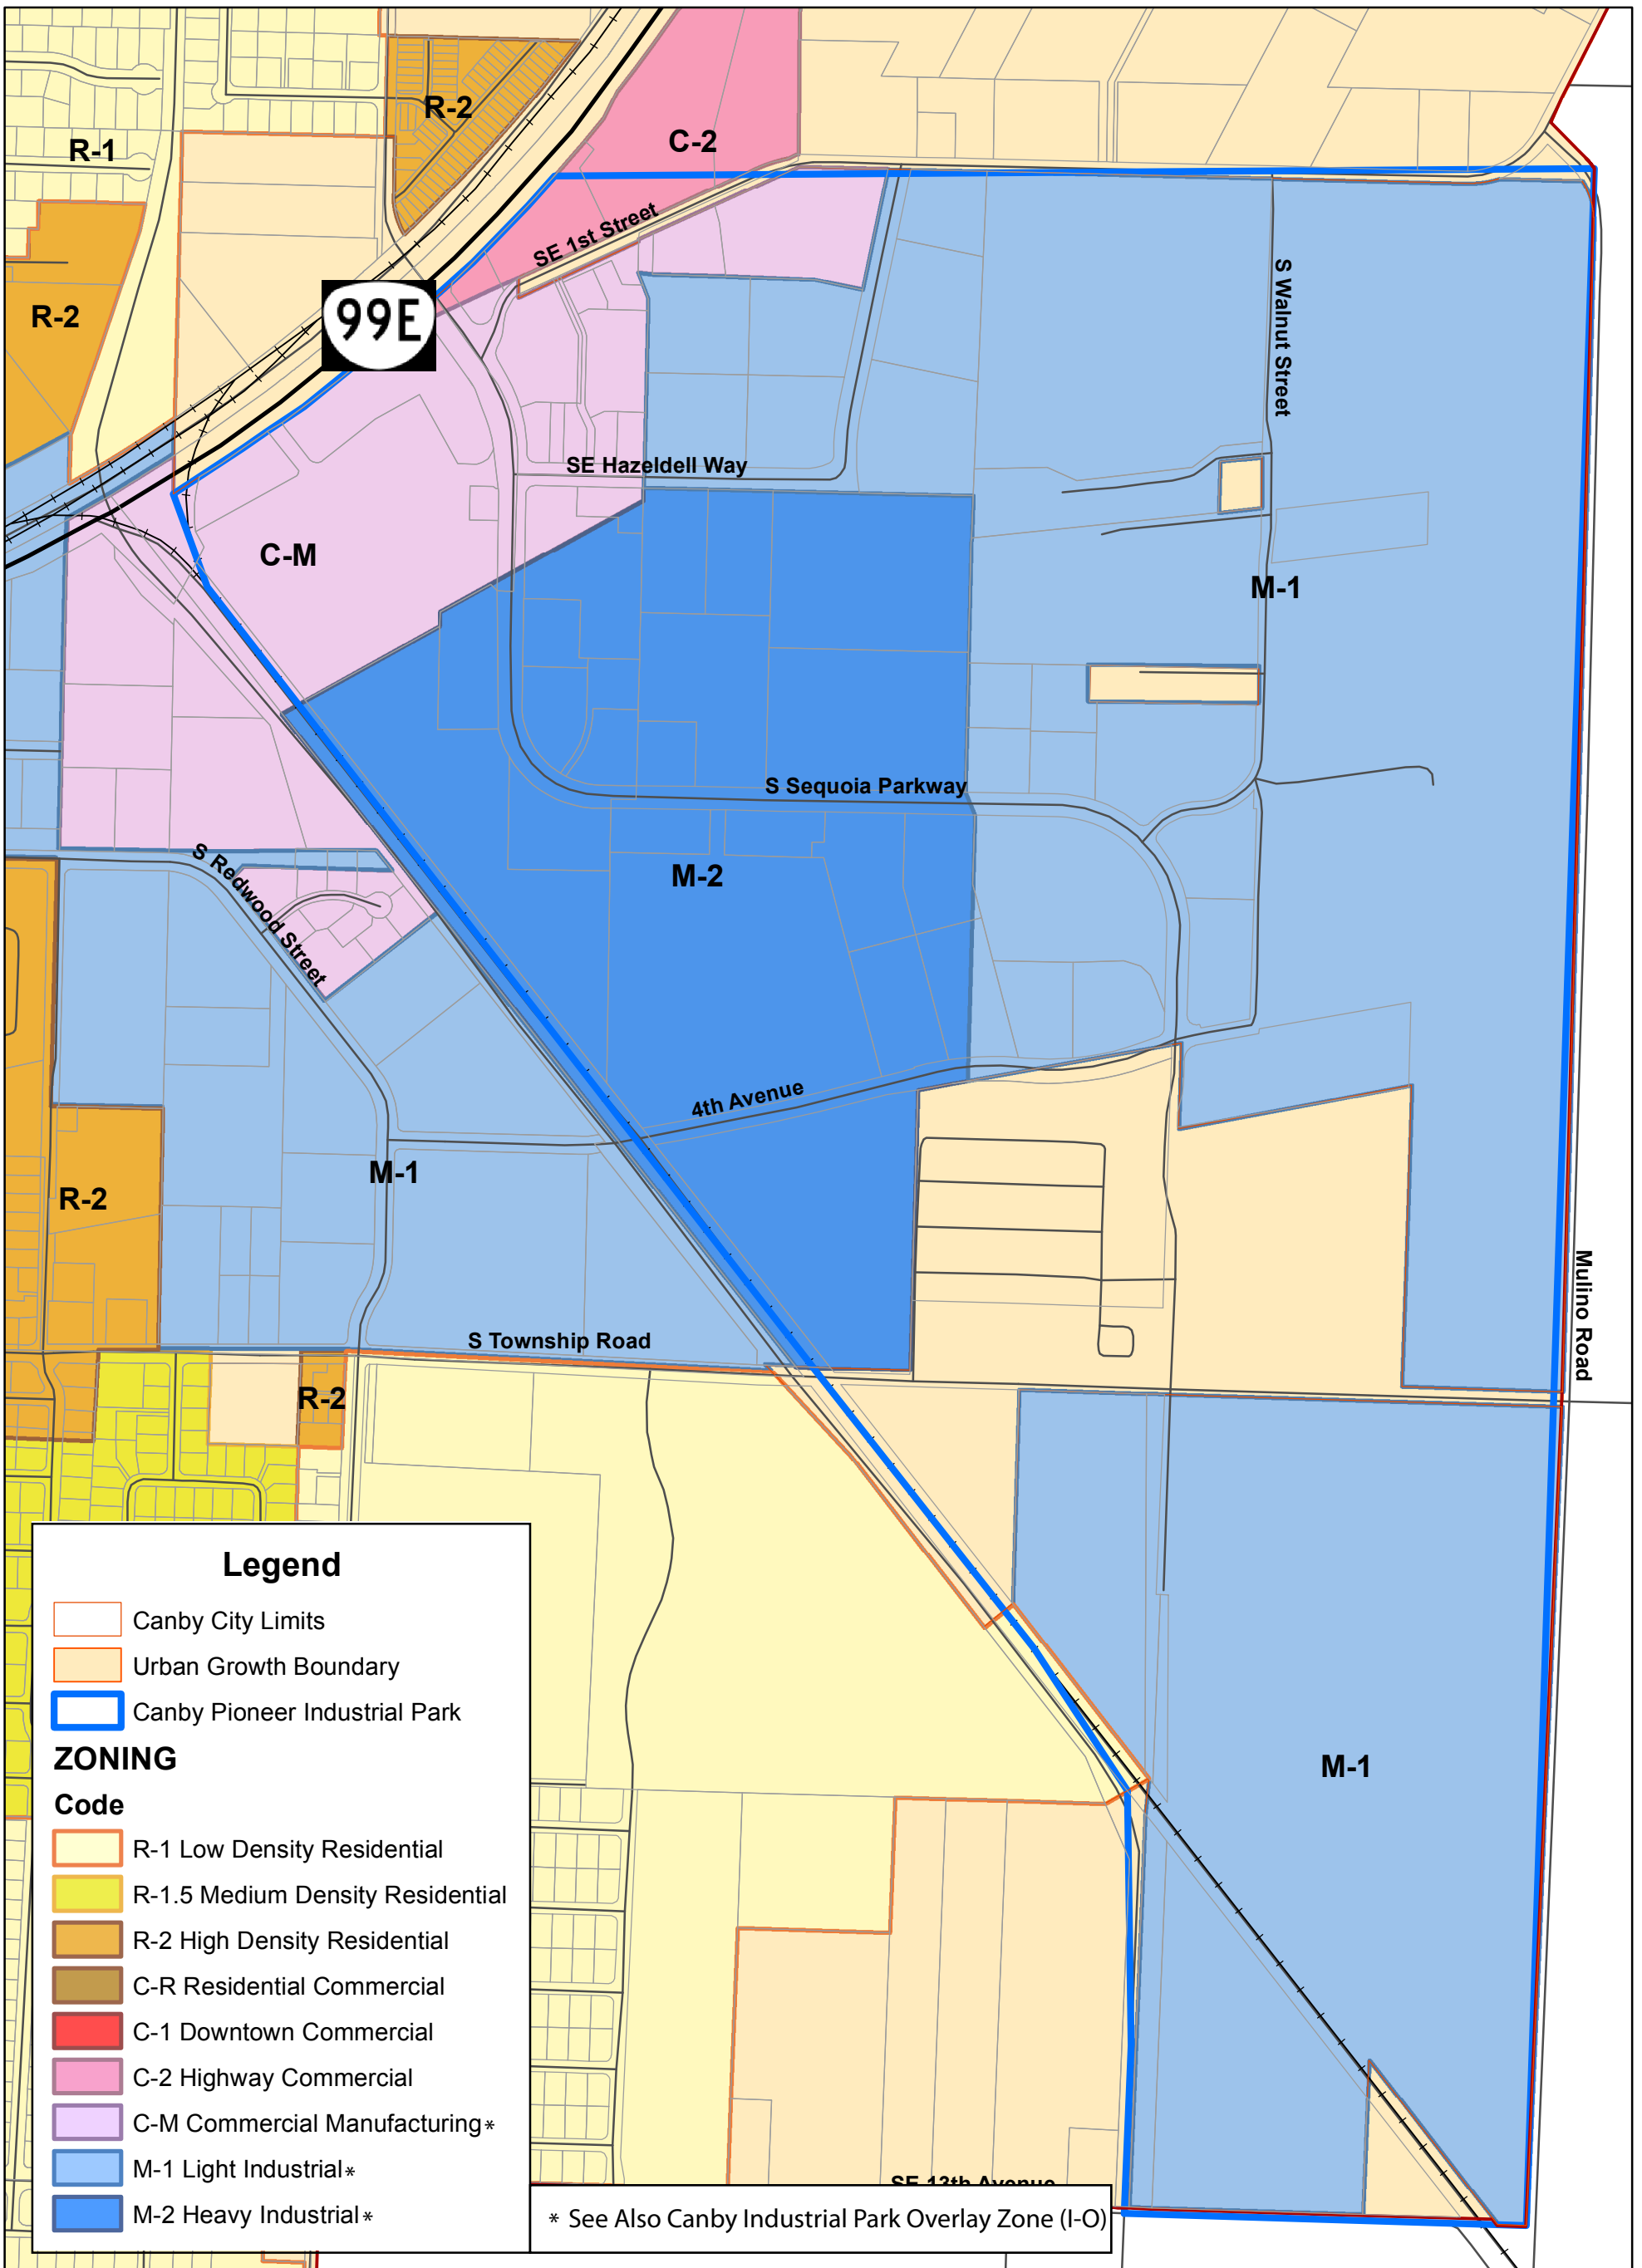 R-2
C-2
R-1
SE 1st Street
R-2
99E
S Walnut Street
SE Hazeldell Way
C-M
M-1
S Sequoia Parkway
M-2
S Redwood Street
4th Avenue
M-1
R-2
Mulino Road
S Township Road
R-2
M-1
SE 13th Avenue
Legend
Canby City Limits
Urban Growth Boundary
Canby Pioneer Industrial Park
ZONING
Code
R-1 Low Density Residential
R-1.5 Medium Density Residential
R-2 High Density Residential
C-R Residential Commercial
C-1 Downtown Commercial
C-2 Highway Commercial
C-M Commercial Manufacturing*
M-1 Light Industrial*
M-2 Heavy Industrial*
* See Also Canby Industrial Park Overlay Zone (I-O)